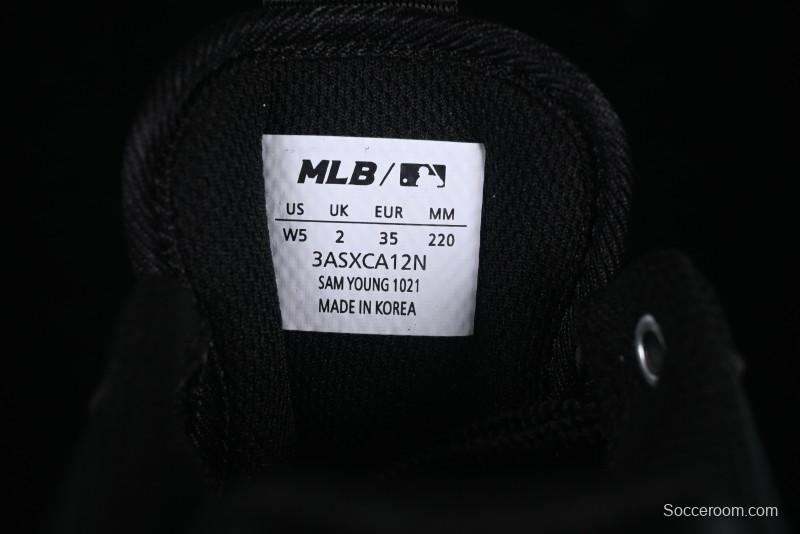 MLB /
US UK EUR MM
W5 2 35 220
3ASXCA12N
SAM YOUNG 1021
MADE IN KOREA
Socceroom.com